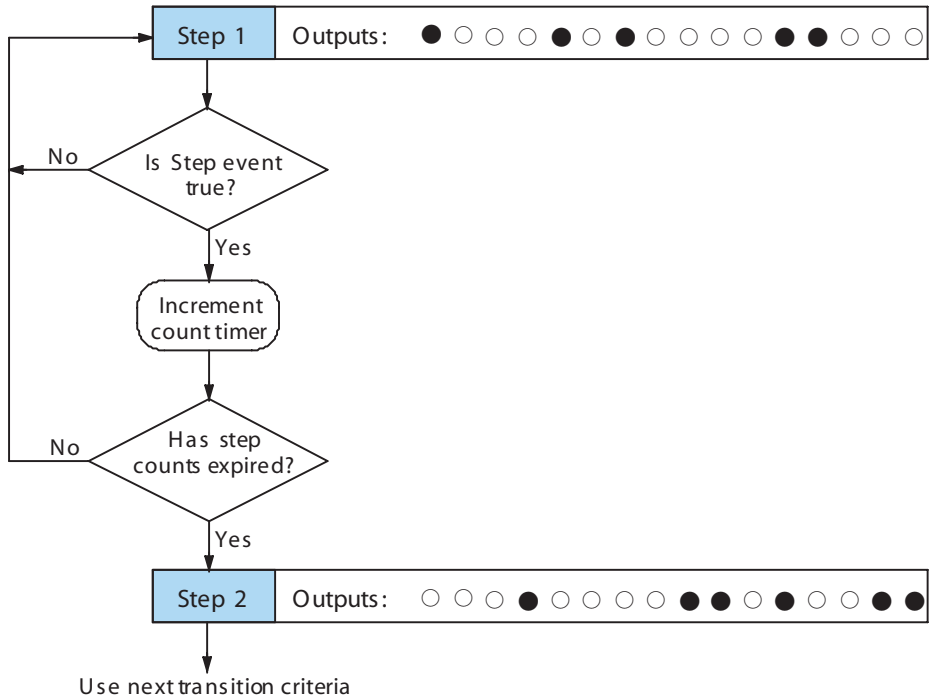 Step 1 Outputs:
Is Step event
true?
No
Yes
Increment
count timer
Has step
counts expired?
No
Yes
Step 2 Outputs:
Use next transition criteria